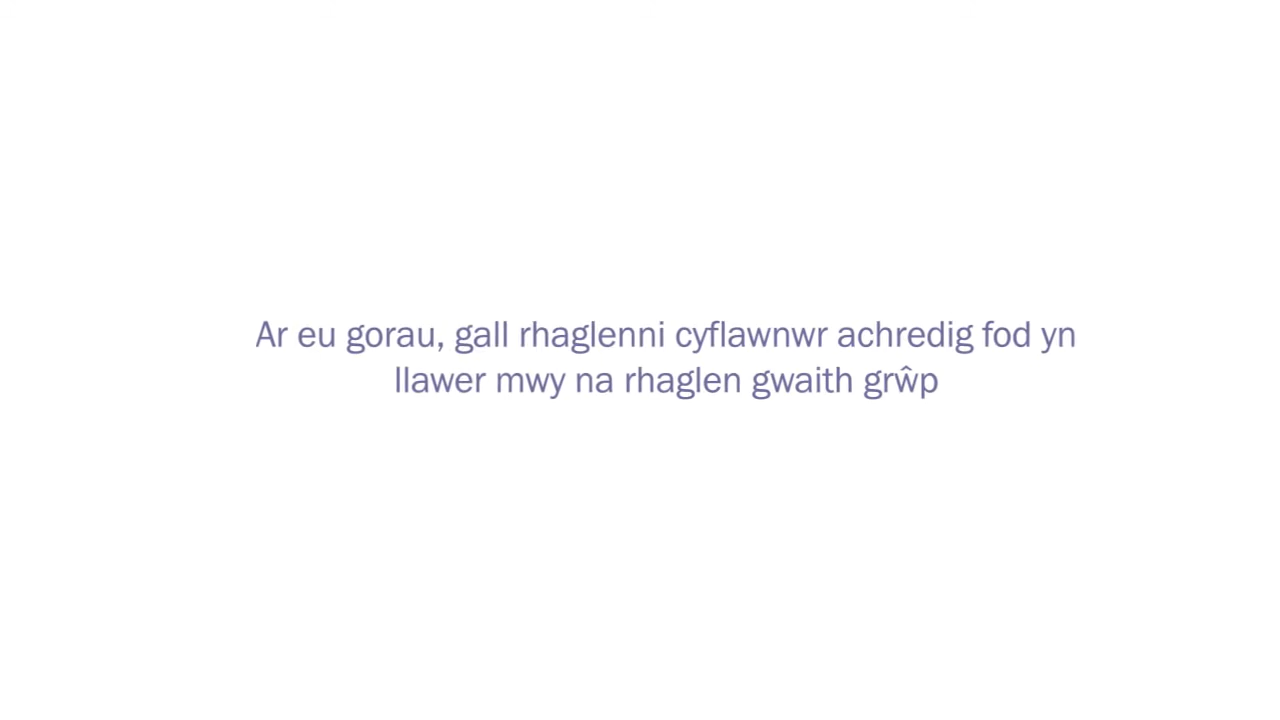 Ar eu gorau, gall rhaglenni cyflawnwr achredig fod yn
llawer mwy na rhaglen gwaith grŵp